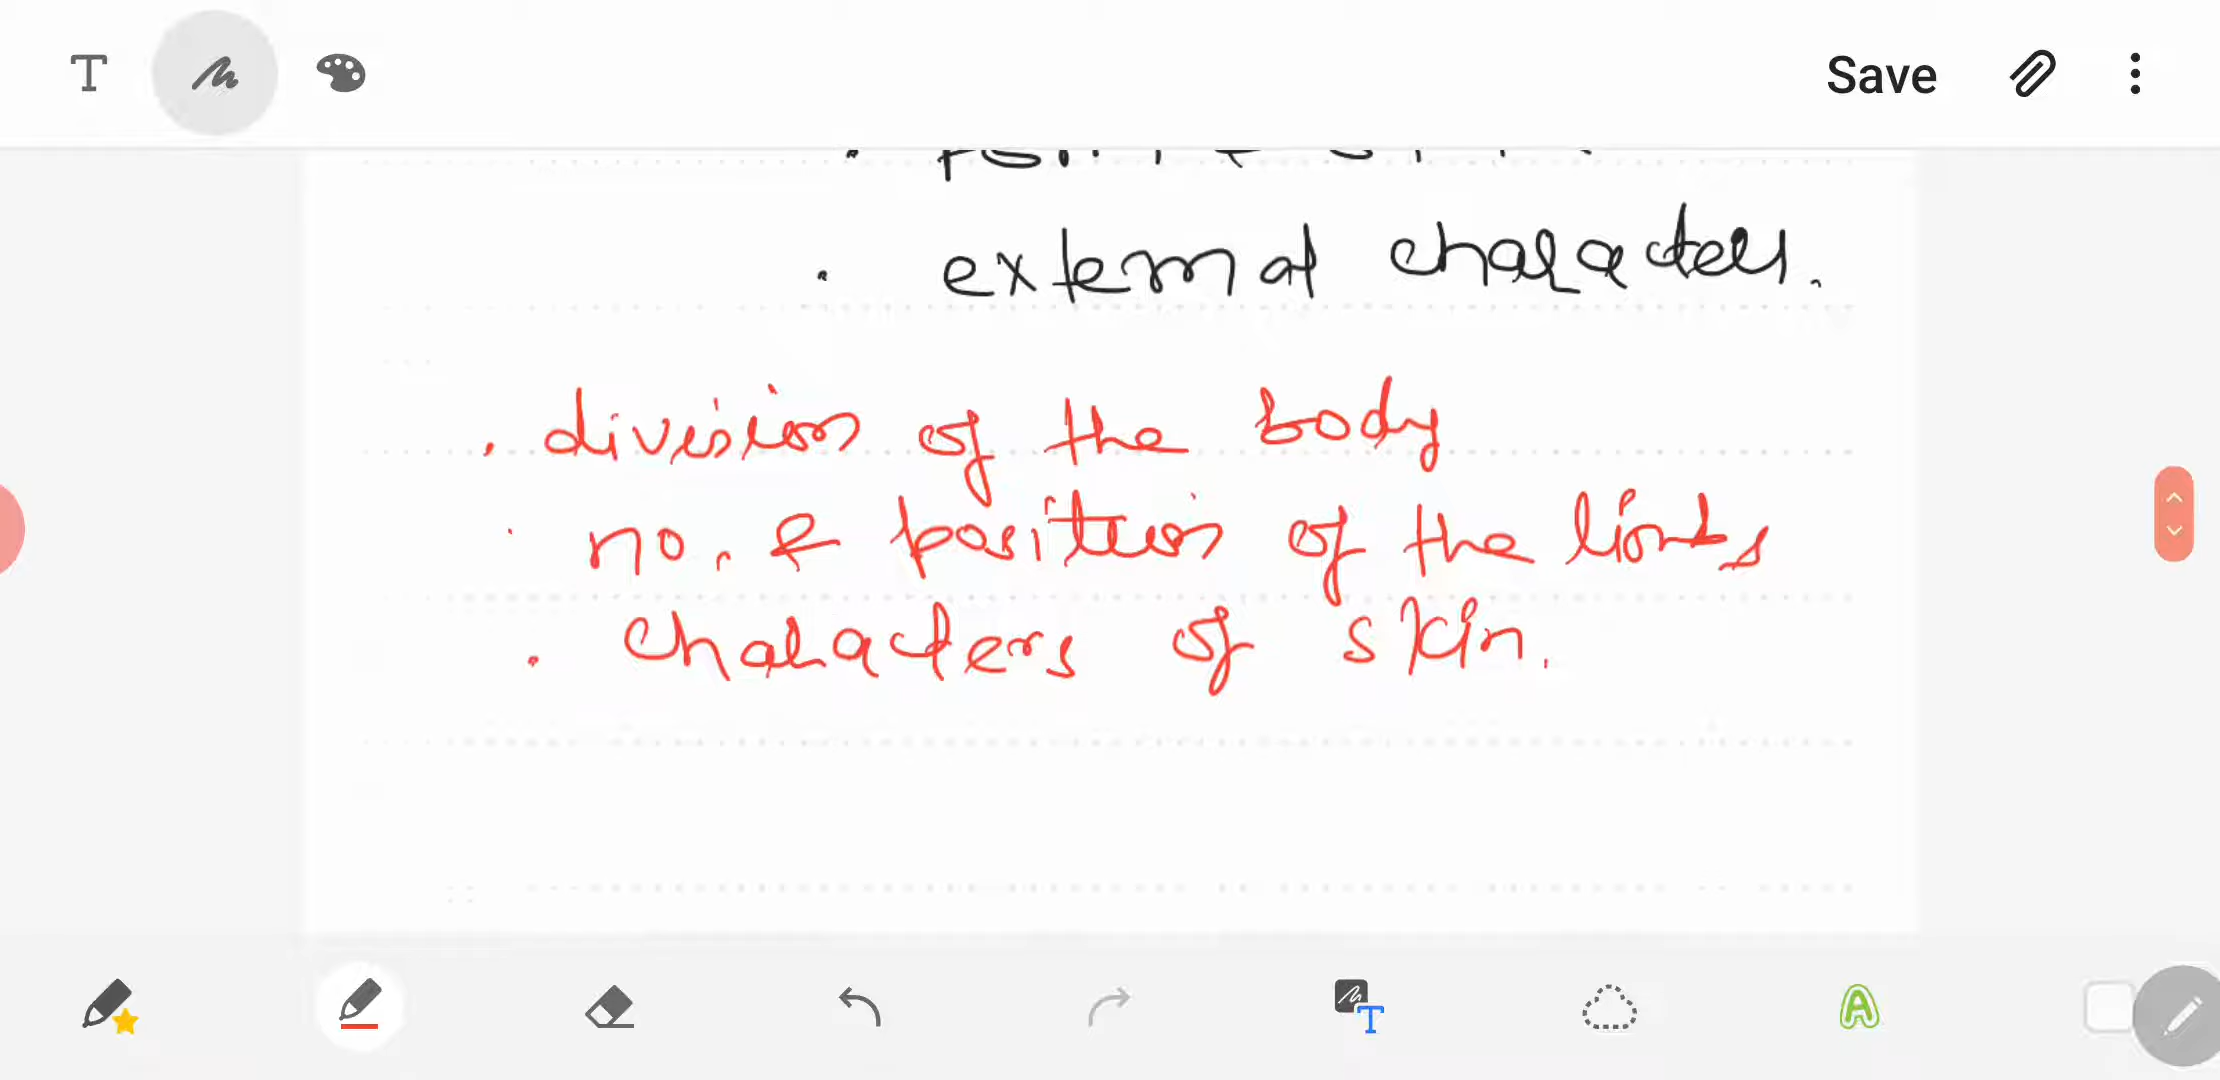 Save
. external characters.
. division of the body
. no. & position of the limbs
. characters of skin.